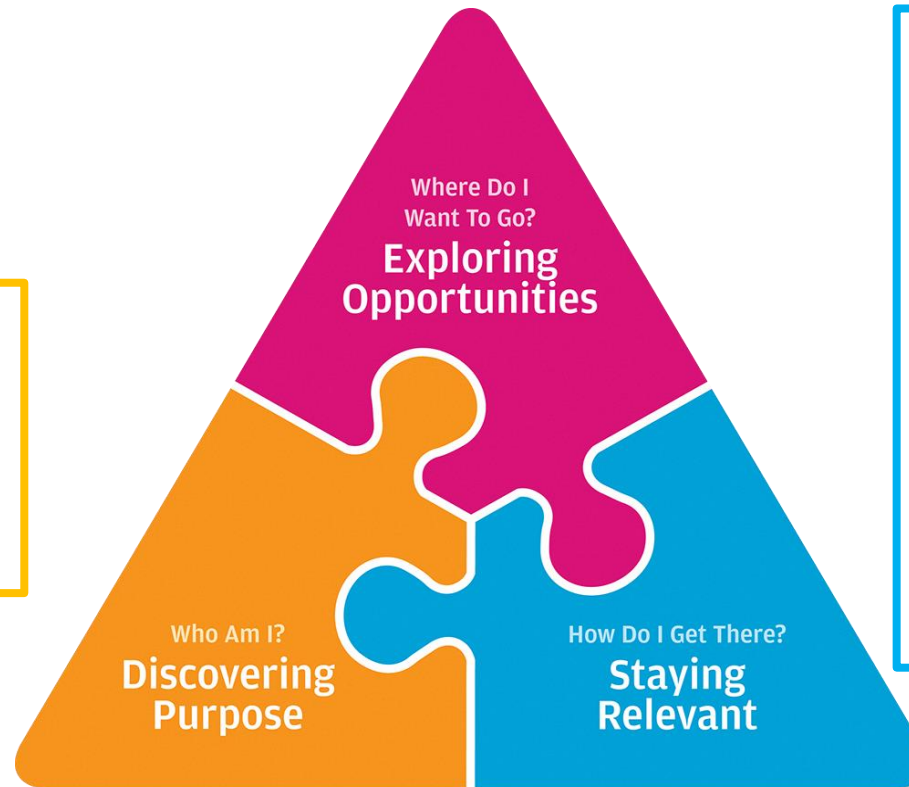 Where Do I
Want To Go?
Exploring
Opportunities
Who Am I?
Discovering
Purpose
How Do I Get There?
Staying
Relevant